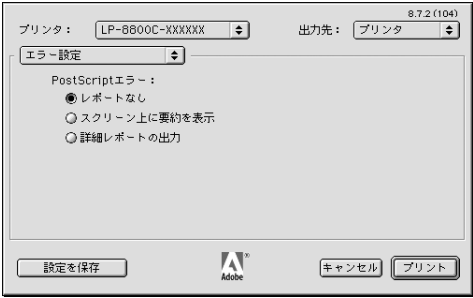 8.7.2 (104)
プリンタ： LP-8800C-XXXXXX 出力先： プリンタ
エラー設定
PostScriptエラー：
レポートなし
スクリーン上に要約を表示
詳細レポートの出力
設定を保存 Adobe ® キャンセル プリント